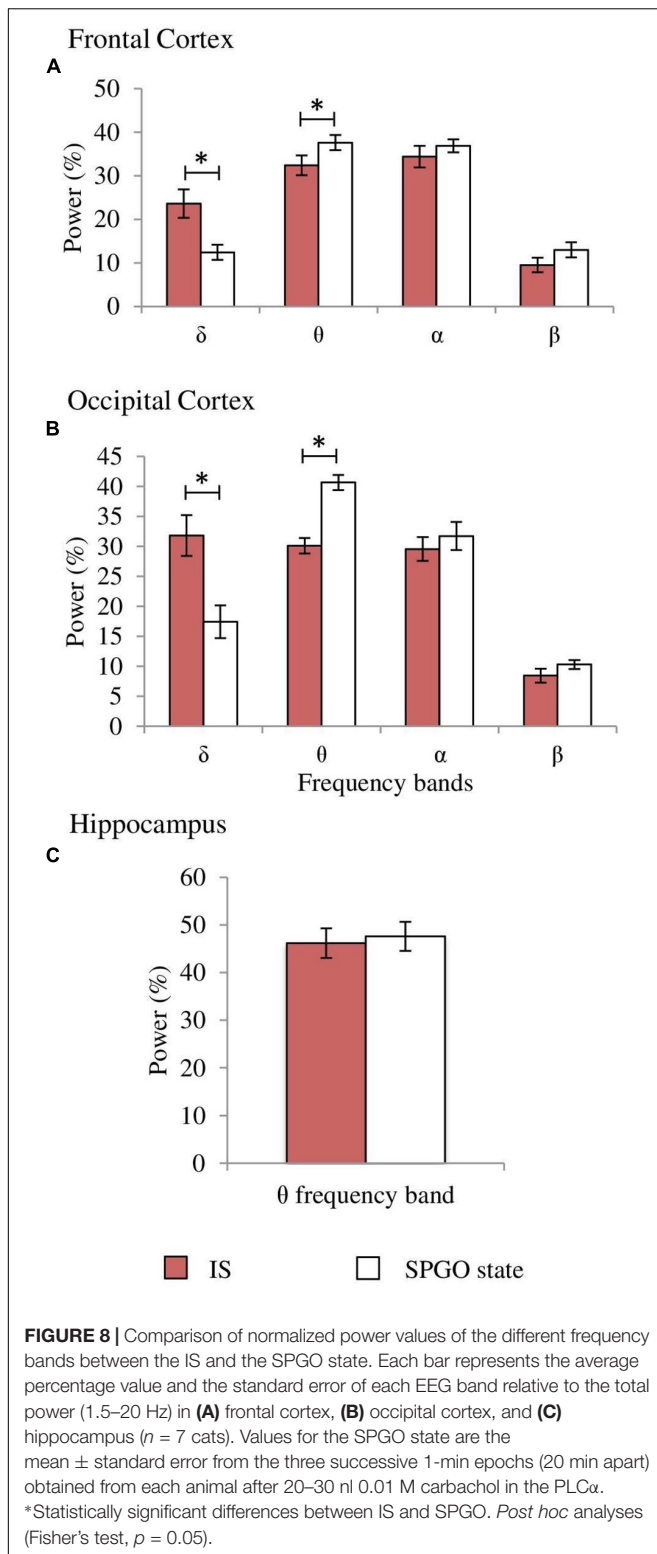 Frontal Cortex
A
*
*
50
40
30
20
10
0
Power (%)
δ θ α β
Occipital Cortex
B
*
*
45
40
35
30
25
20
15
10
5
0
Power (%)
δ θ α β
Frequency bands
Hippocampus
C
60
50
40
30
20
10
0
Power (%)
θ frequency band
IS SPGO state
FIGURE 8 | Comparison of normalized power values of the different frequency
bands between the IS and the SPGO state. Each bar represents the average
percentage value and the standard error of each EEG band relative to the total
power (1.5–20 Hz) in (A) frontal cortex, (B) occipital cortex, and (C)
hippocampus (n = 7 cats). Values for the SPGO state are the
mean ± standard error from the three successive 1-min epochs (20 min apart)
obtained from each animal after 20–30 nl 0.01 M carbachol in the PLCα.
*Statistically significant differences between IS and SPGO. Post hoc analyses
(Fisher's test, p = 0.05).